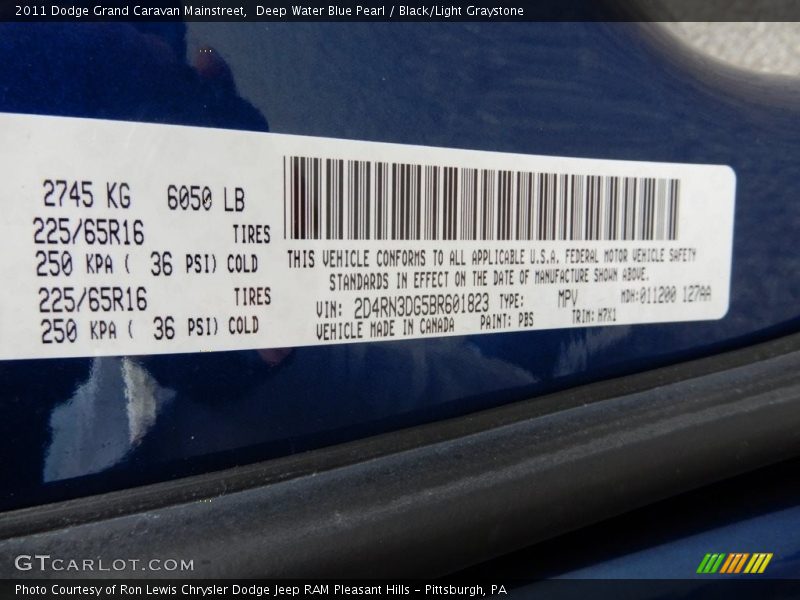 2011 Dodge Grand Caravan Mainstreet,  Deep Water Blue Pearl / Black/Light Graystone
2745 KG 6050 LB
225/65R16 TIRES
250 KPA ( 36 PSI) COLD
225/65R16 TIRES
250 KPA ( 36 PSI) COLD
THIS VEHICLE CONFORMS TO ALL APPLICABLE U.S.A. FEDERAL MOTOR VEHICLE SAFETY
STANDARDS IN EFFECT ON THE DATE OF MANUFACTURE SHOWN ABOVE.
VIN: 2D4RN3DG5BR601823 TYPE: MPV MDH:011200 127AA
VEHICLE MADE IN CANADA PAINT: PBS TRIM: H7X1
GTCARLOT.COM
Photo Courtesy of Ron Lewis Chrysler Dodge Jeep RAM Pleasant Hills - Pittsburgh, PA